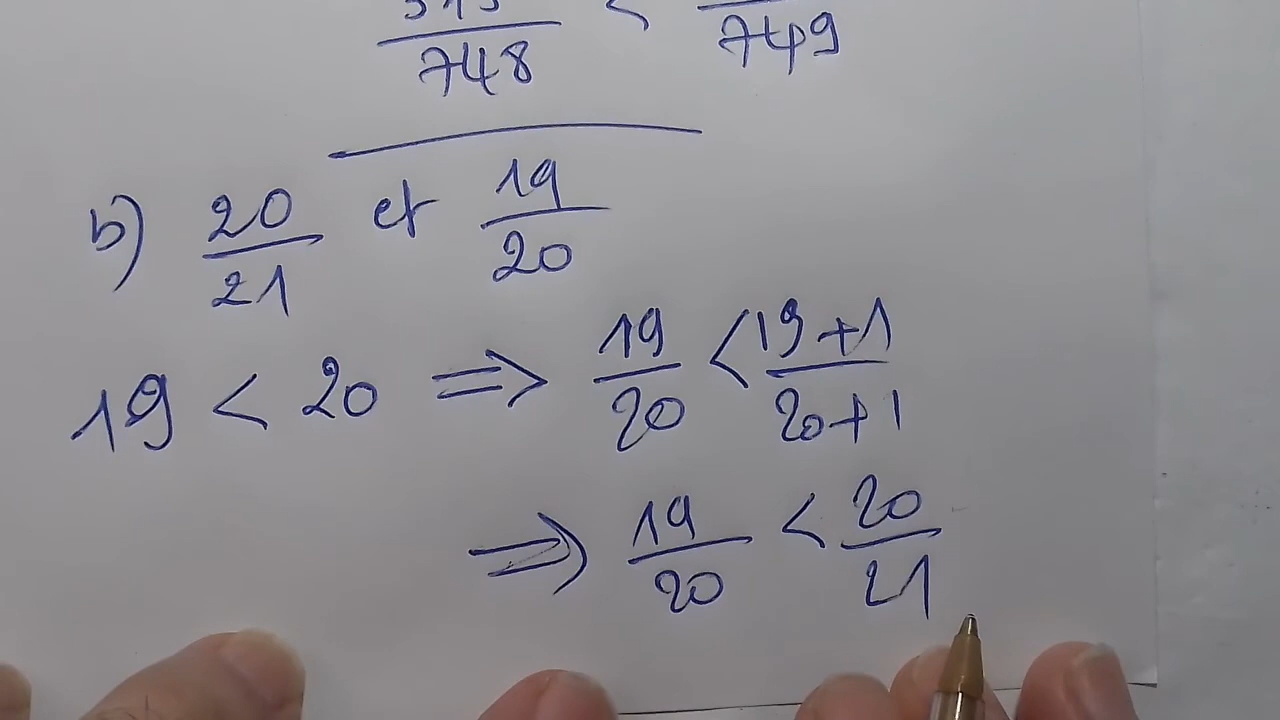 748 < 749
b) 20/21 et 19/20
19 < 20 ⇒ 19/20 < 19+1/20+1
⇒ 19/20 < 20/21